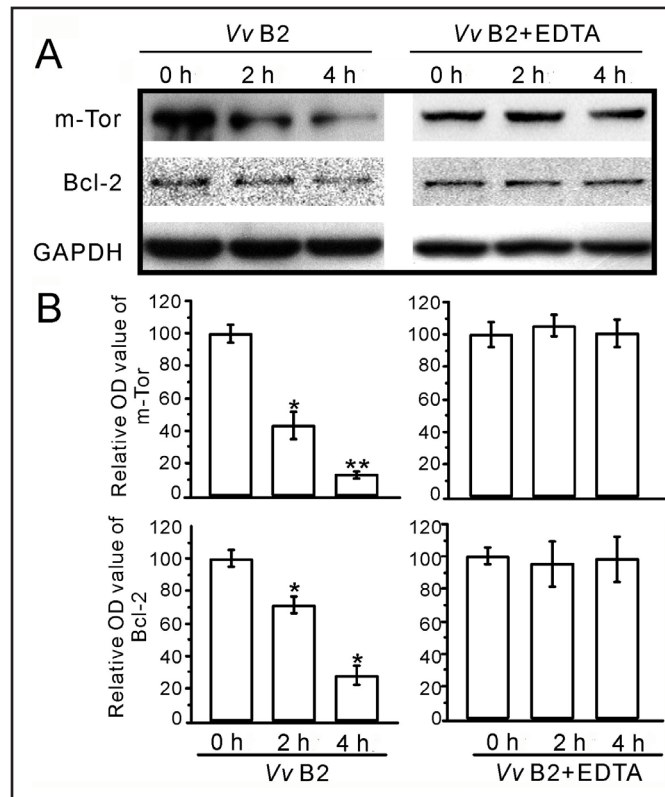 A
Vv B2
Vv B2+EDTA
0 h 2 h 4 h 0 h 2 h 4 h
m-Tor
Bcl-2
GAPDH
B
Relative OD value of
m-Tor
120
100
80
60
40
20
0
*
**
120
100
80
60
40
20
0
Relative OD value of
Bcl-2
120
100
80
60
40
20
0
*
*
120
100
80
60
40
20
0
0 h 2 h 4 h
Vv B2
0 h 2 h 4 h
Vv B2+EDTA